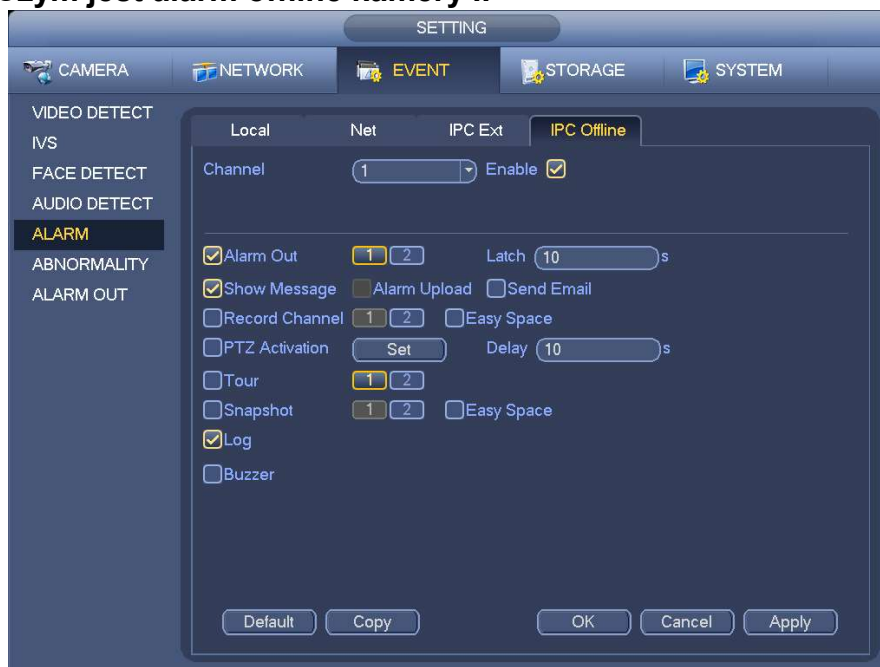 SETTING
CAMERA NETWORK EVENT STORAGE SYSTEM
VIDEO DETECT
IVS
FACE DETECT
AUDIO DETECT
ALARM
ABNORMALITY
ALARM OUT
Local Net IPC Ext IPC Offline
Channel 1 Enable
Alarm Out 1 2 Latch 10 s
Show Message Alarm Upload Send Email
Record Channel 1 2 Easy Space
PTZ Activation Set Delay 10 s
Tour 1 2
Snapshot 1 2 Easy Space
Log
Buzzer
Default Copy OK Cancel Apply